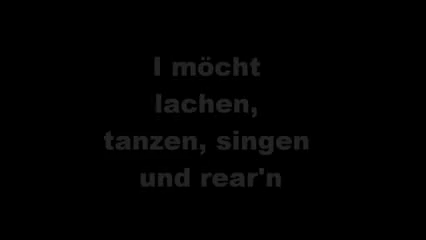 I möcht
lachen,
tanzen, singen
und rear'n